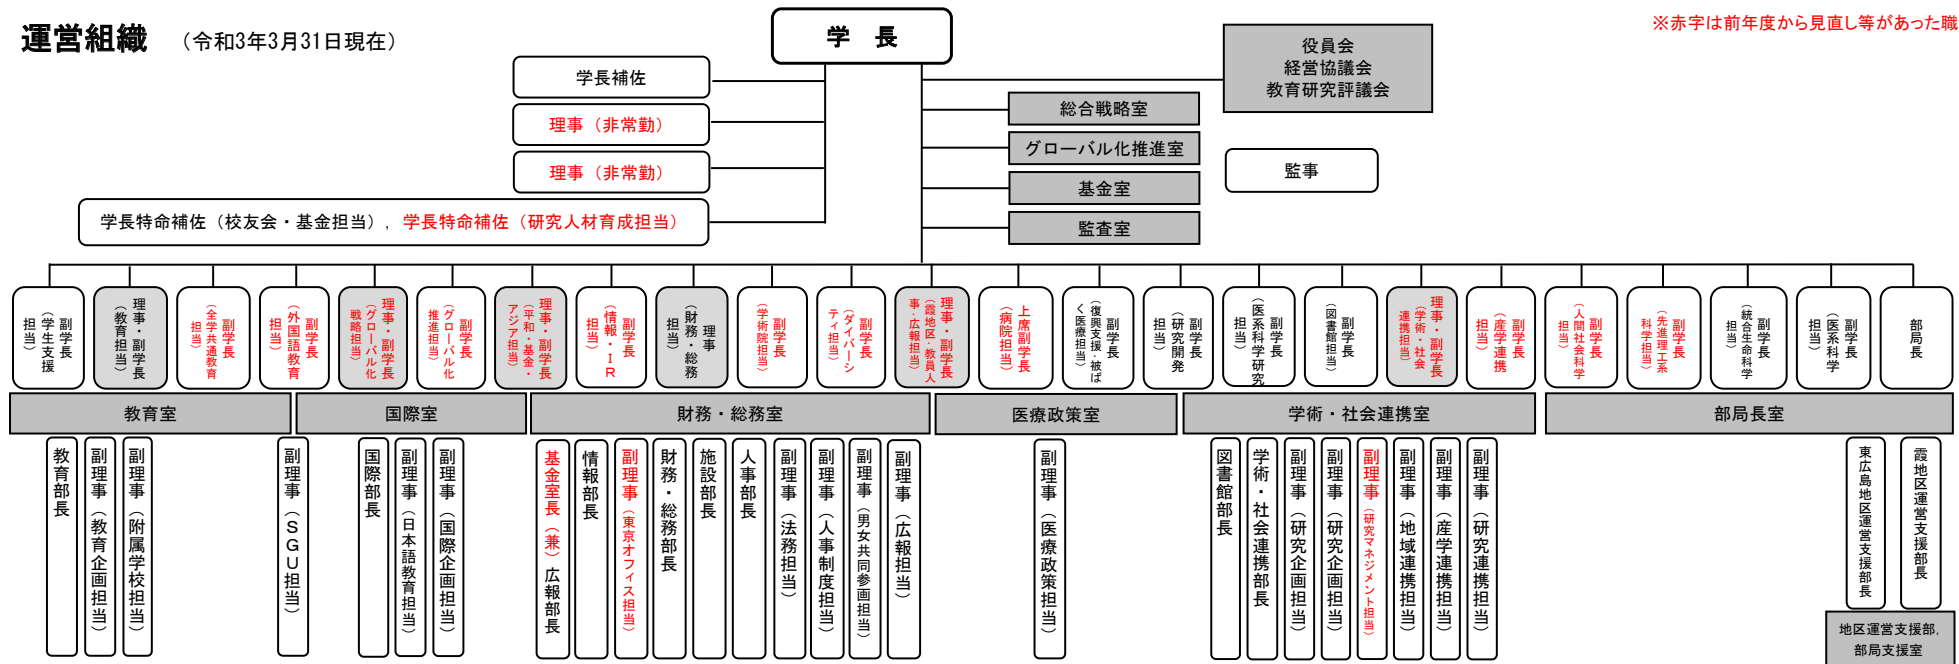 運営組織 （令和3年3月31日現在）
学 長
※赤字は前年度から見直し等があった職
役員会
経営協議会
教育研究評議会
学長補佐
理事（非常勤）
理事（非常勤）
学長特命補佐（校友会・基金担当），学長特命補佐（研究人材育成担当）
総合戦略室
グローバル化推進室
基金室
監査室
監事
副学長
（学生支援
担当）
理事・副学長
（教育担当）
副学長
（全学共通教育
担当）
副学長
（外国語教育
担当）
理事・副学長
（グローバル化
戦略担当）
副学長
（グローバル化
推進担当）
理事・副学長
（平和・基金・
アジア担当）
副学長
（情報・ＩＲ
担当）
理事
（財務・総務
担当）
副学長
（学術院担当）
副学長
（ダイバーシ
ティ担当）
理事・副学長
（霞地区・教員人
事・広報担当）
上席副学長
（病院担当）
副学長
（復興支援・被ば
く医療担当）
副学長
（研究開発
担当）
副学長
（医系科学研究
担当）
副学長
（図書館担当）
理事・副学長
（学術・社会
連携担当）
副学長
（産学連携
担当）
副学長
（人間社会科学
担当）
副学長
（先進理工系
科学担当）
副学長
（統合生命科学
担当）
副学長
（医系科学
担当）
部局長
教育室
国際室
財務・総務室
医療政策室
学術・社会連携室
部局長室
教育部長
副理事（教育企画担当）
副理事（附属学校担当）
副理事（ＳＧＵ担当）
国際部長
副理事（日本語教育担当）
副理事（国際企画担当）
基金室長（兼）広報部長
情報部長
副理事（東京オフィス担当）
財務・総務部長
施設部長
人事部長
副理事（法務担当）
副理事（人事制度担当）
副理事（男女共同参画担当）
副理事（広報担当）
副理事（医療政策担当）
図書館部長
学術・社会連携部長
副理事（研究企画担当）
副理事（研究企画担当）
副理事（研究マネジメント担当）
副理事（地域連携担当）
副理事（産学連携担当）
副理事（研究連携担当）
東広島地区運営支援部長
霞地区運営支援部長
地区運営支援部，
部局支援室